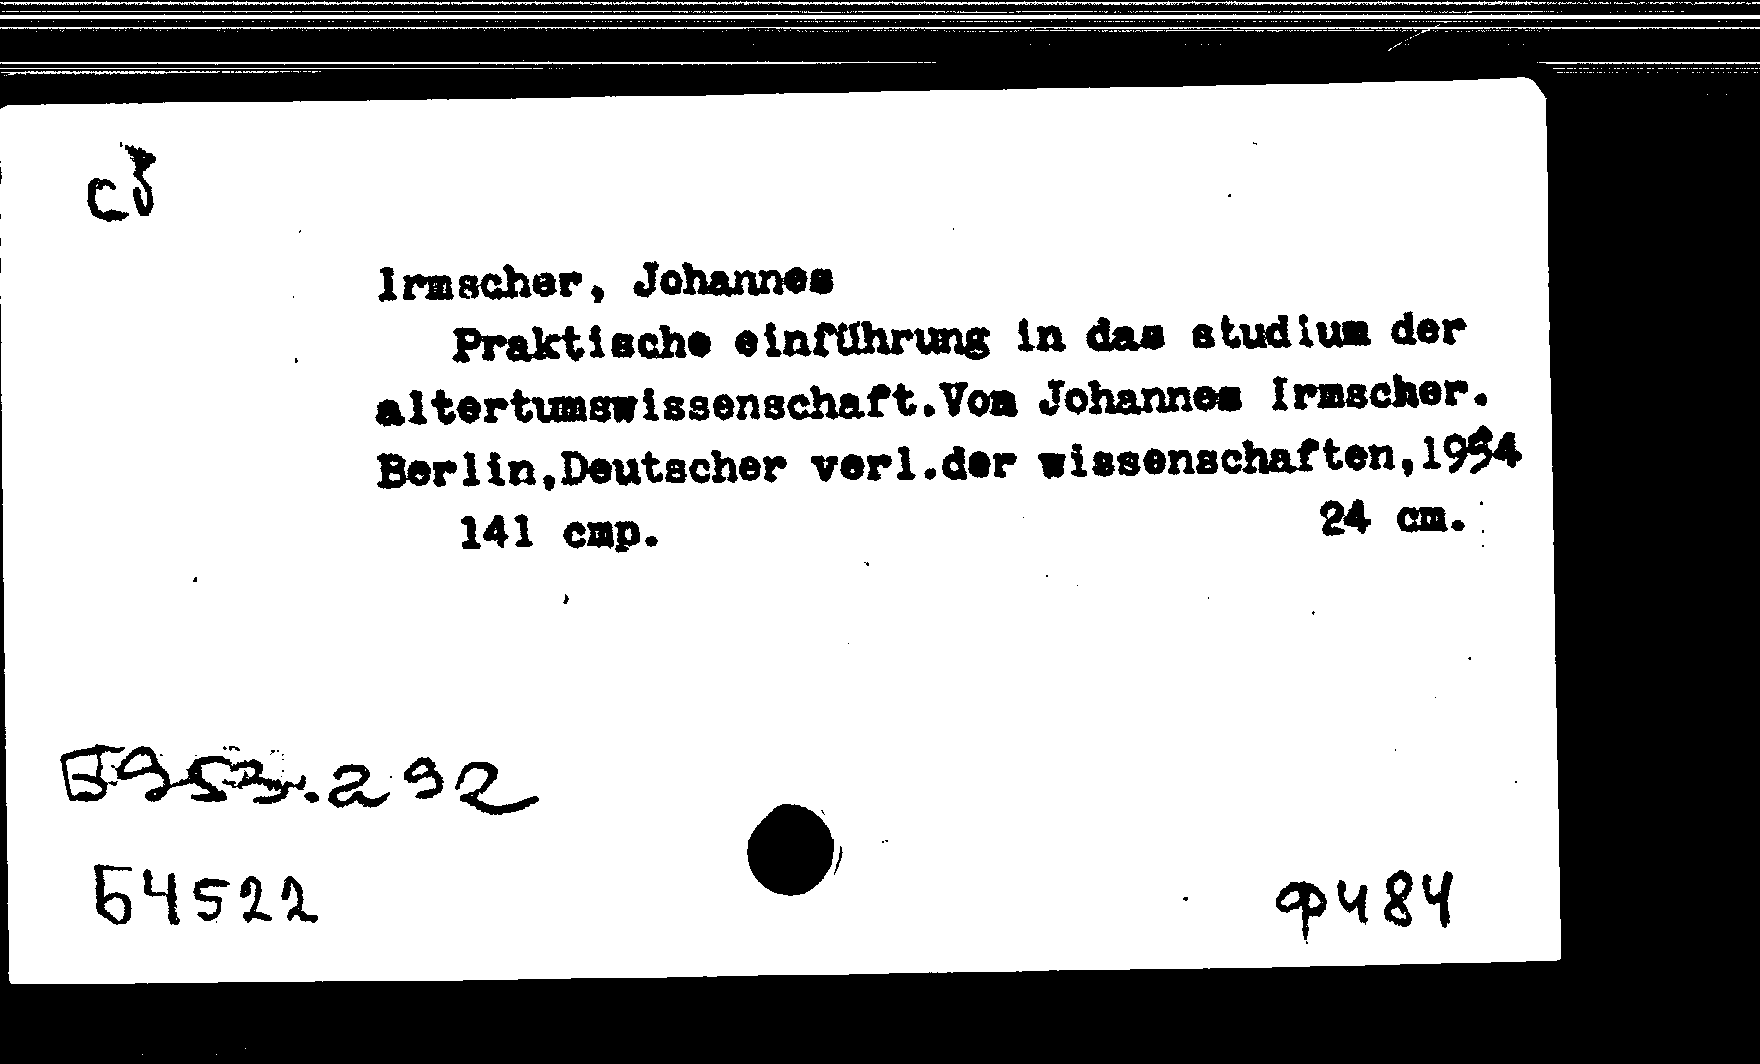 Irmscher, Johannes
Praktische einführung in das studium der
altertumswissenschaft.Von Johannes Irmscher.
Berlin,Deutscher verl.der wissenschaften,1954
141 стр. 24 cm.
Б4522
Ф484